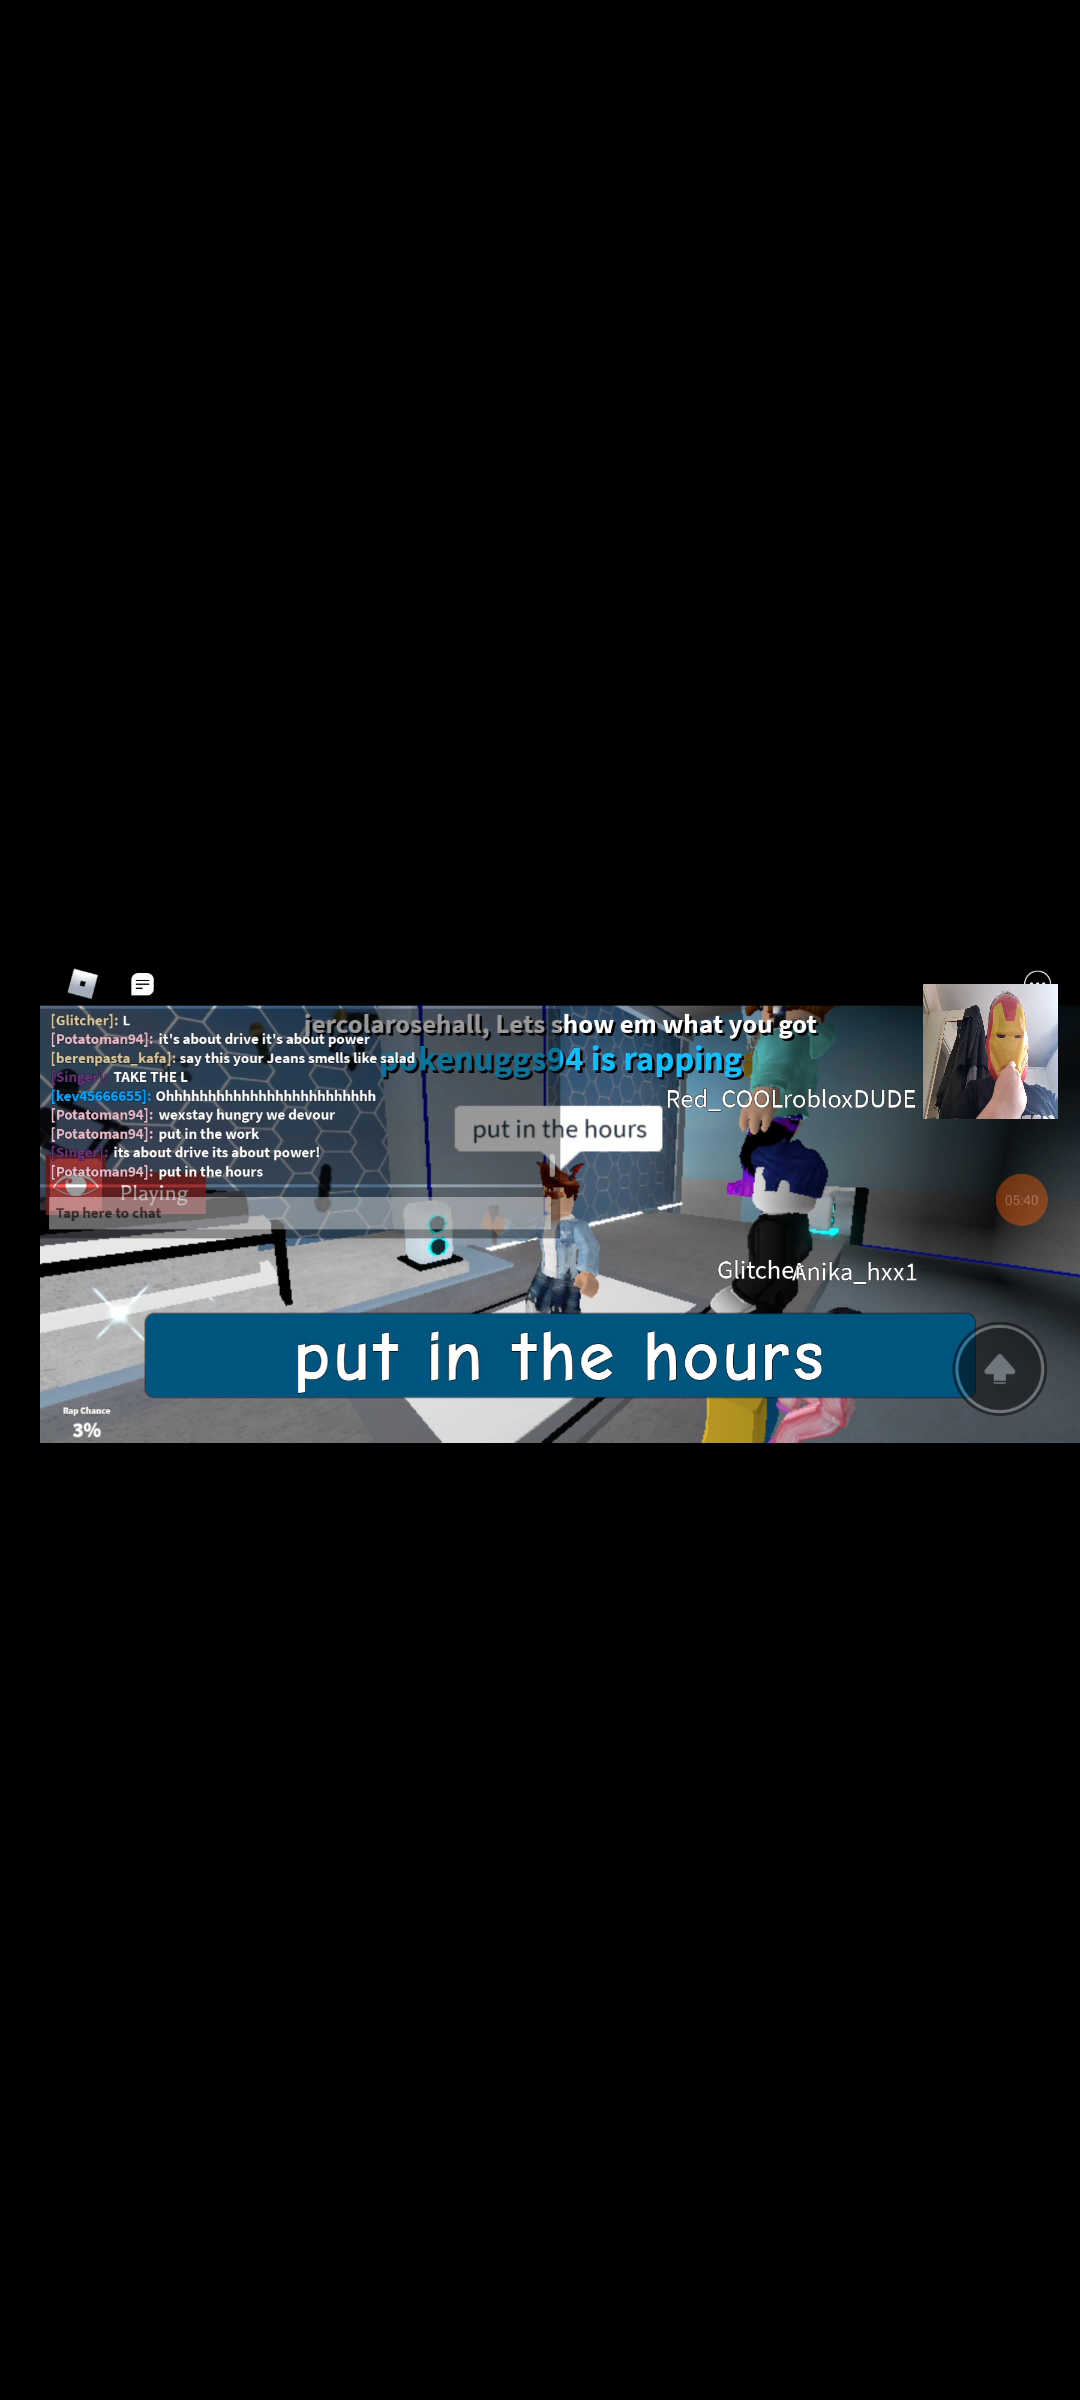 [Glitcher]: L
[Potatoman94]: it's about drive it's about power
[berenpasta_kafa]: say this your Jeans smells like salad
[Singer]: TAKE THE L
[kev45666655]: Ohhhhhhhhhhhhhhhhhhhhhhhhhh
[Potatoman94]: wexstay hungry we devour
[Potatoman94]: put in the work
[Singer]: its about drive its about power!
[Potatoman94]: put in the hours
Playing
Tap here to chat
jercolarosehall, Lets show em what you got
pokenuggs94 is rapping
Red_COOLrobloxDUDE
put in the hours
05:40
Glitcher
Anika_hxx1
put in the hours
Rap Chance
3%